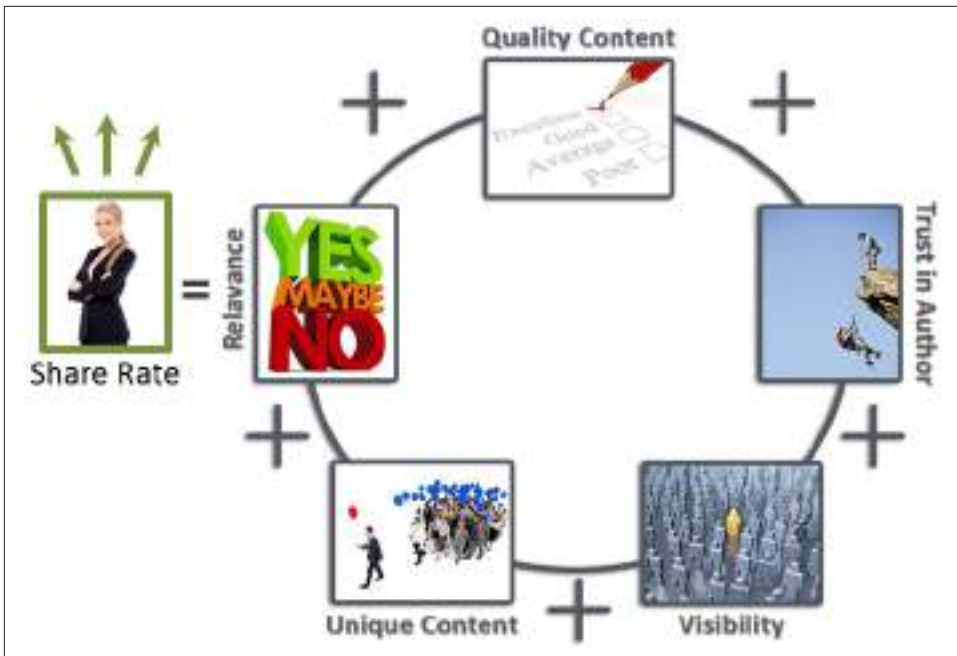 Quality Content
Excellent
Good
Average
Poor
Trust in Author
Relavance
YES
MAYBE
NO
=
Share Rate
Unique Content
Visibility